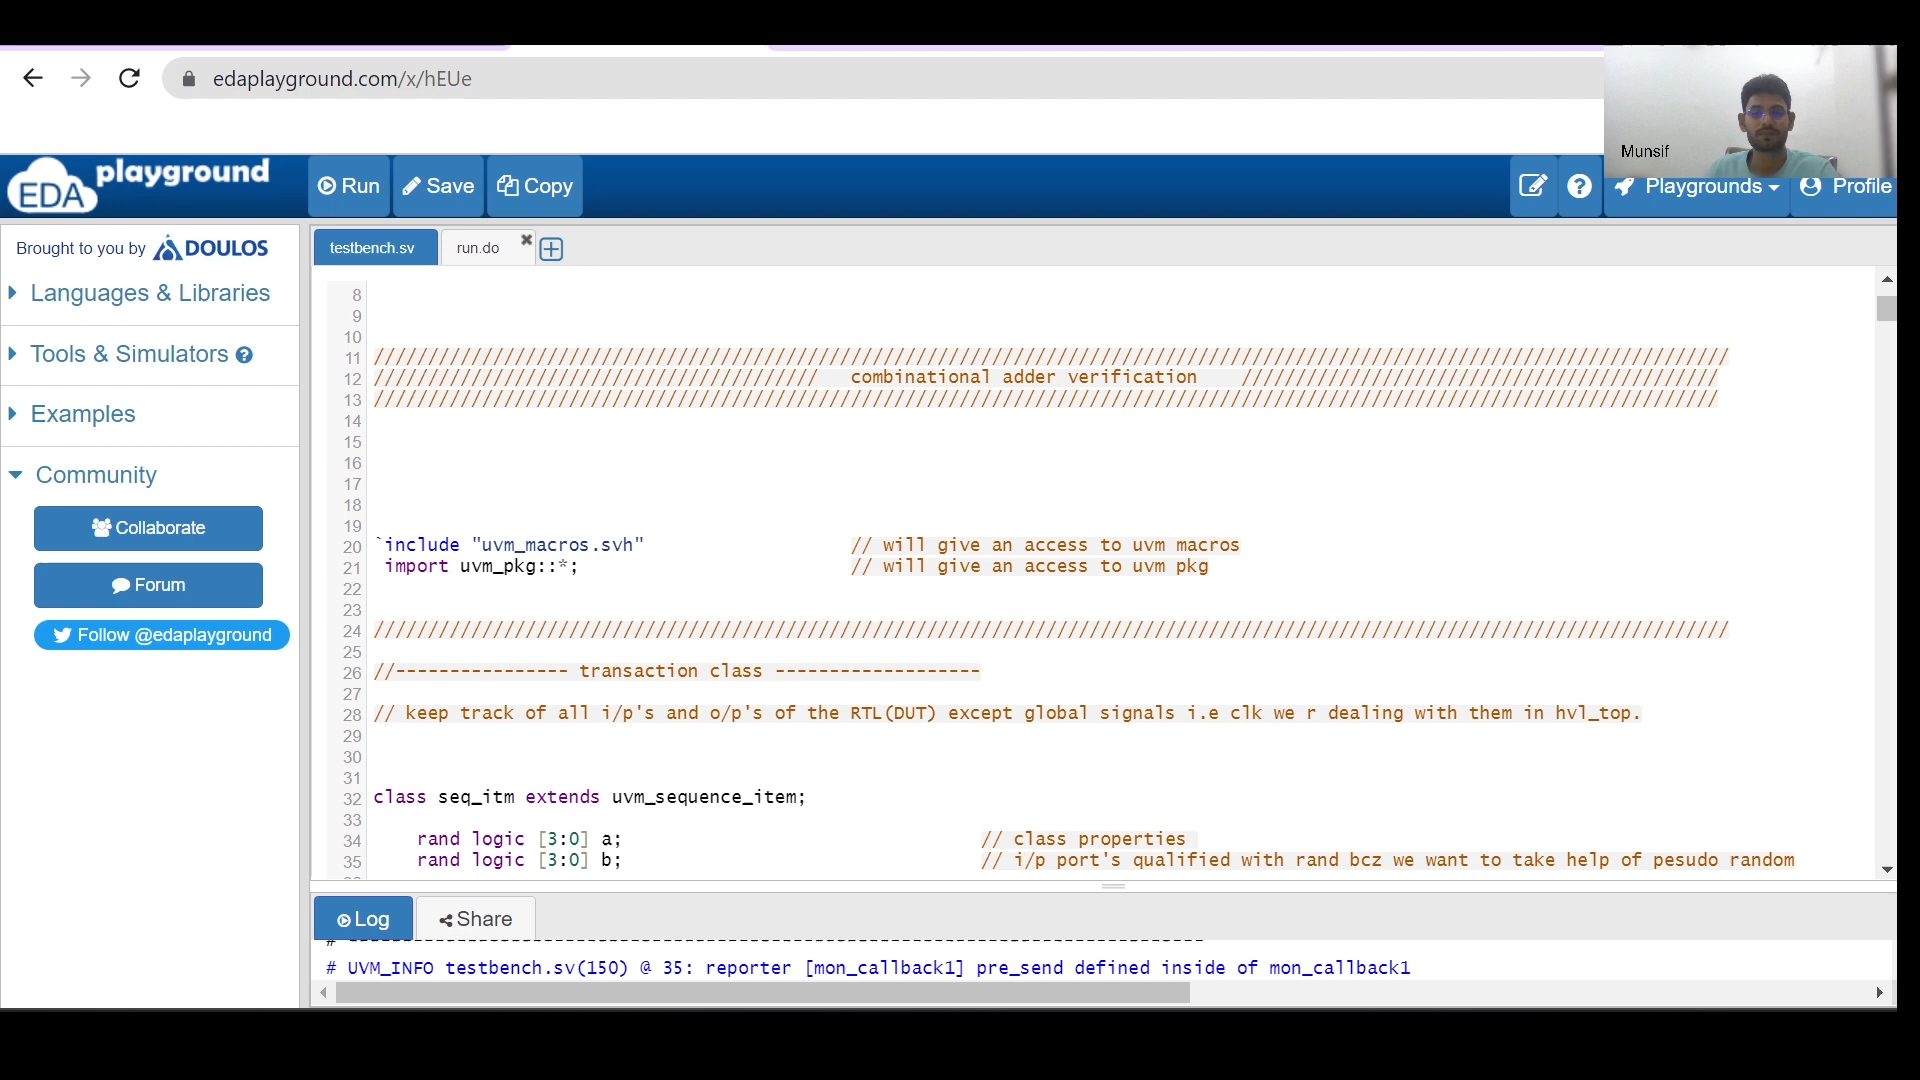 edaplayground.com/x/hEUe
Munsif
EDA playground
Run
Save
Copy
Playgrounds
Profile
Brought to you by DOULOS
Languages & Libraries
Tools & Simulators
Examples
Community
Collaborate
Forum
Follow @edaplayground
testbench.sv
run.do
8
9
10
11 /////////////////////////////////////////////////////////////////////////////////////////////////////////////////////////////
12 ///////////////////////////////////////// combinational adder verification ////////////////////////////////////////////
13 ////////////////////////////////////////////////////////////////////////////////////////////////////////////////////////////
14
15
16
17
18
19
20 `include "uvm_macros.svh" // will give an access to uvm macros
21 import uvm_pkg::*; // will give an access to uvm pkg
22
23
24 /////////////////////////////////////////////////////////////////////////////////////////////////////////////////////////////
25
26 //---------------- transaction class -------------------
27
28 // keep track of all i/p's and o/p's of the RTL(DUT) except global signals i.e clk we r dealing with them in hvl_top.
29
30
31
32 class seq_itm extends uvm_sequence_item;
33
34 rand logic [3:0] a; // class properties
35 rand logic [3:0] b; // i/p port's qualified with rand bcz we want to take help of pesudo random
Log
Share
# UVM_INFO testbench.sv(150) @ 35: reporter [mon_callback1] pre_send defined inside of mon_callback1